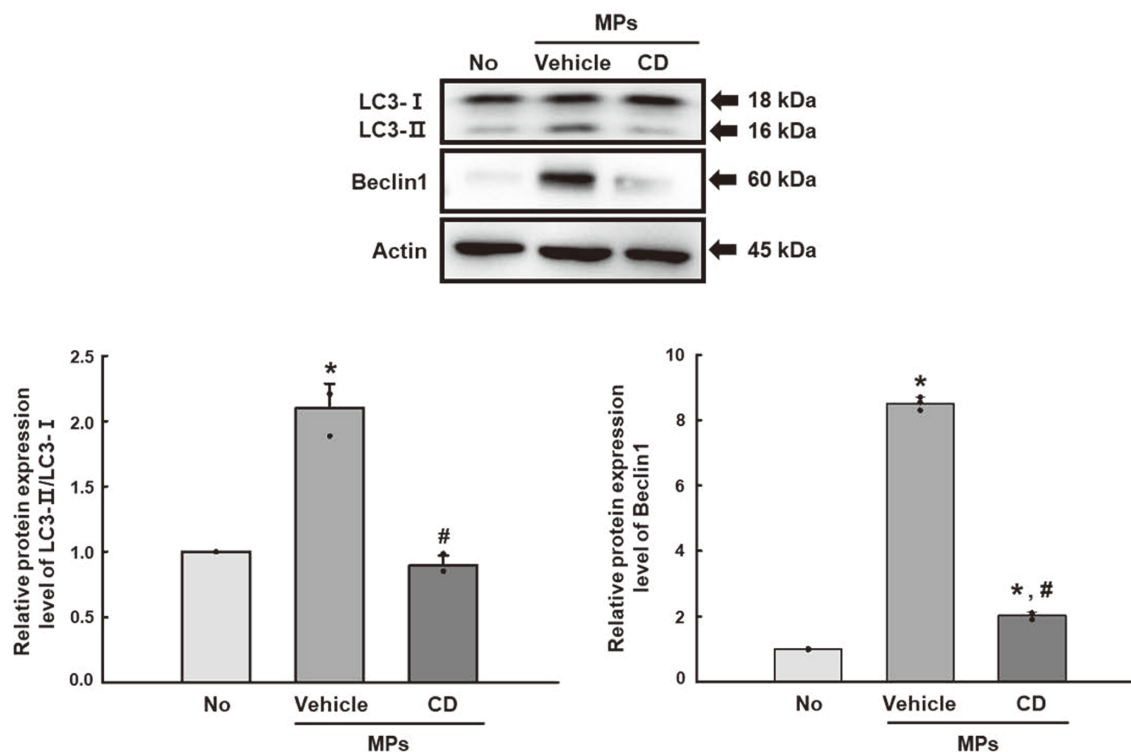 MPs
No Vehicle CD
LC3-Ⅰ 18 kDa
LC3-Ⅱ 16 kDa
Beclin1 60 kDa
Actin 45 kDa
Relative protein expression
level of LC3-Ⅱ/LC3-Ⅰ
2.5
2.0
1.5
1.0
0.5
0.0
*
#
No Vehicle CD
MPs
Relative protein expression
level of Beclin1
10
8
6
4
2
0
*
*, #
No Vehicle CD
MPs